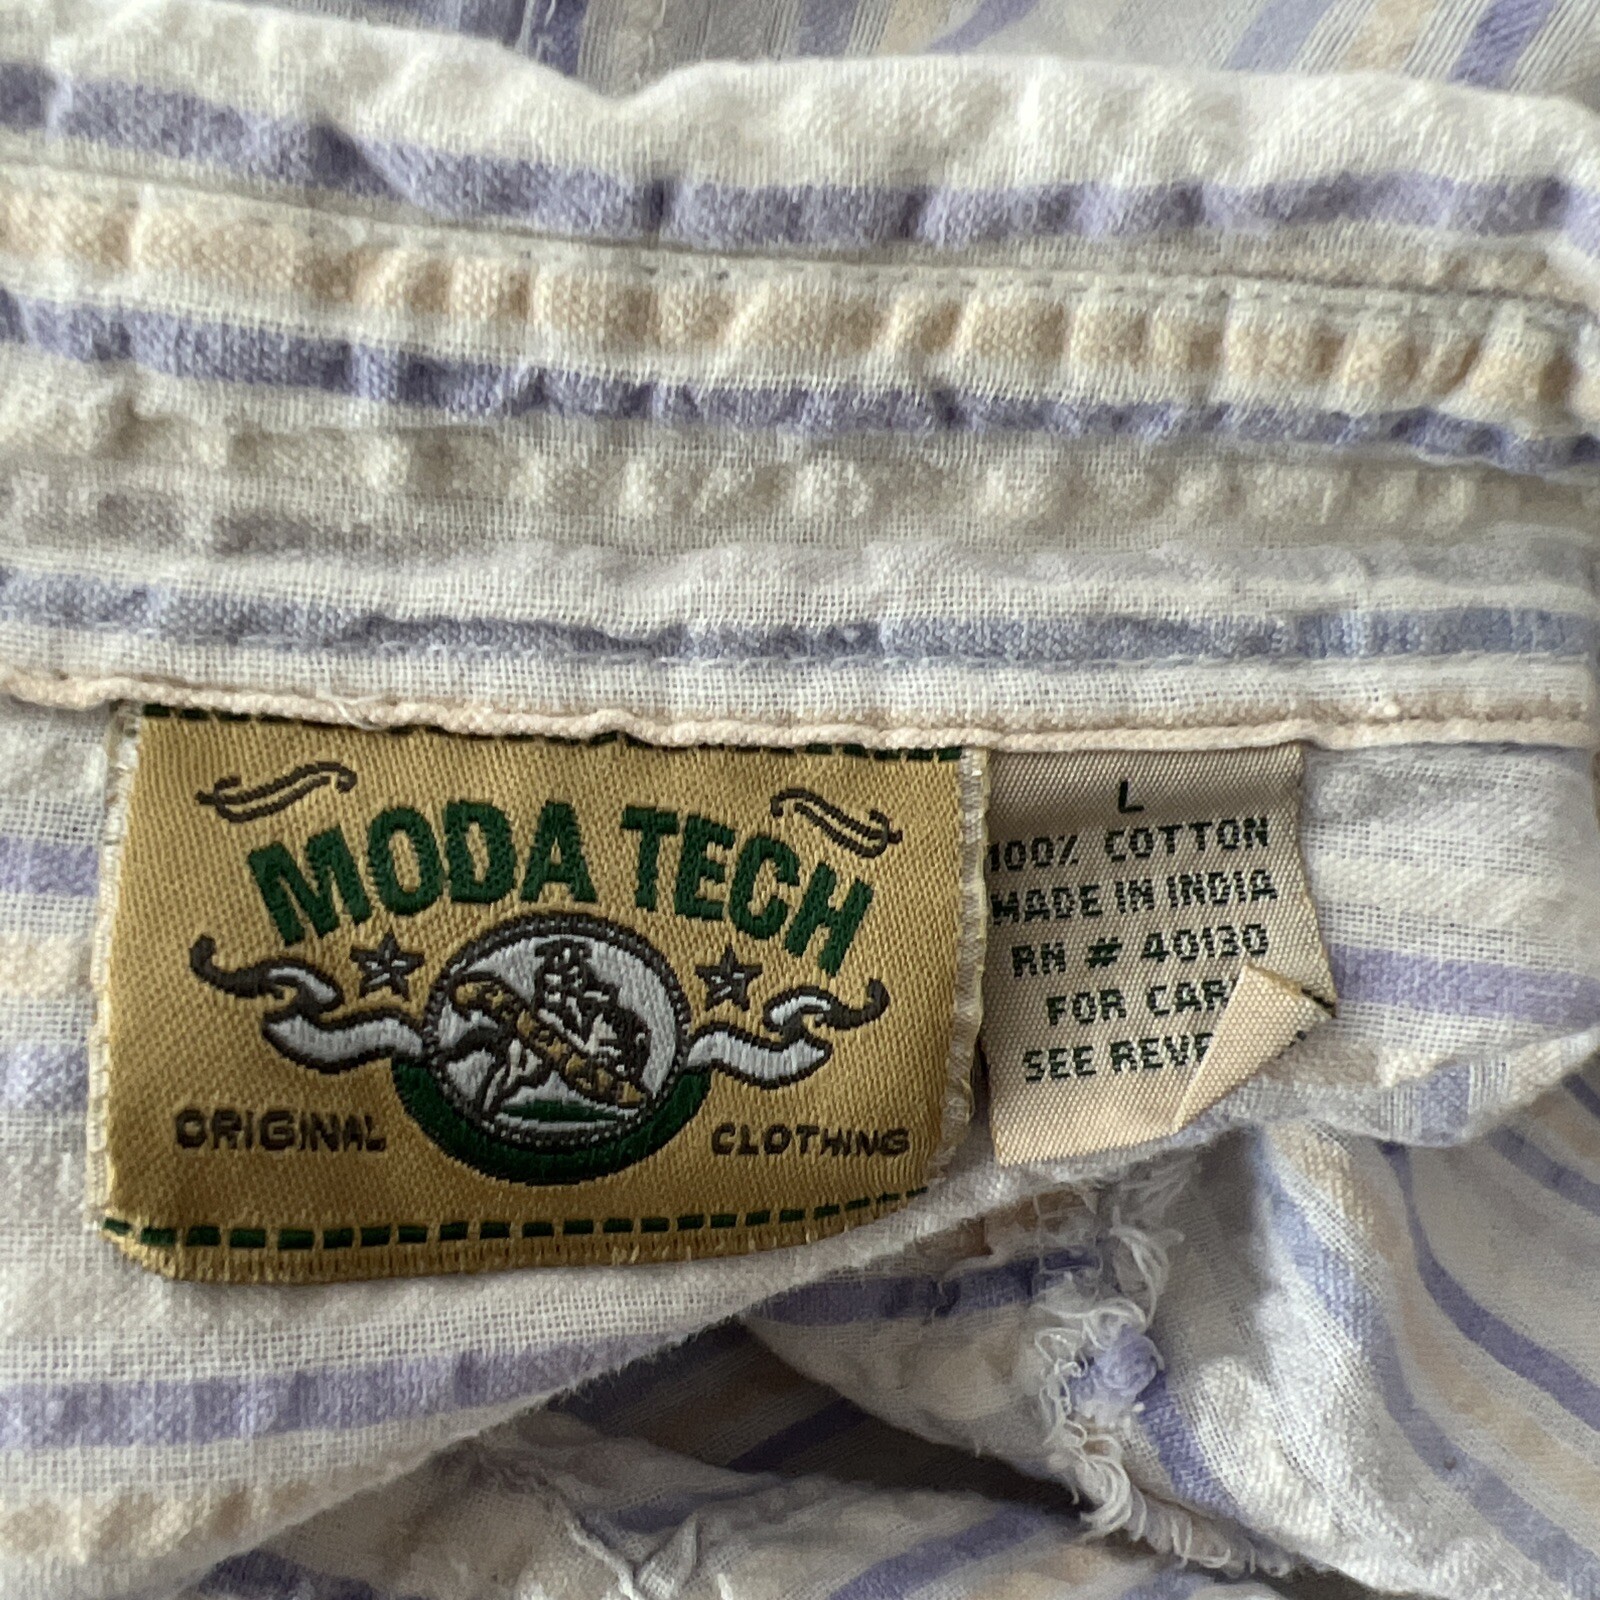 MODA TECH
ORIGINAL CLOTHING
L
100% COTTON
MADE IN INDIA
RN # 40130
FOR CAR
SEE REVE